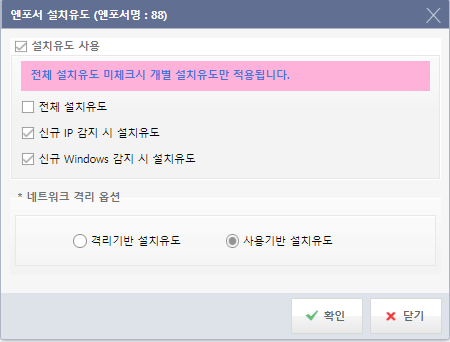 엔포서 설치유도 (엔포서명 : 88)
설치유도 사용
전체 설치유도 미체크시 개별 설치유도만 적용됩니다.
전체 설치유도
신규 IP 감지 시 설치유도
신규 Windows 감지 시 설치유도
* 네트워크 격리 옵션
격리기반 설치유도 사용기반 설치유도
확인 닫기